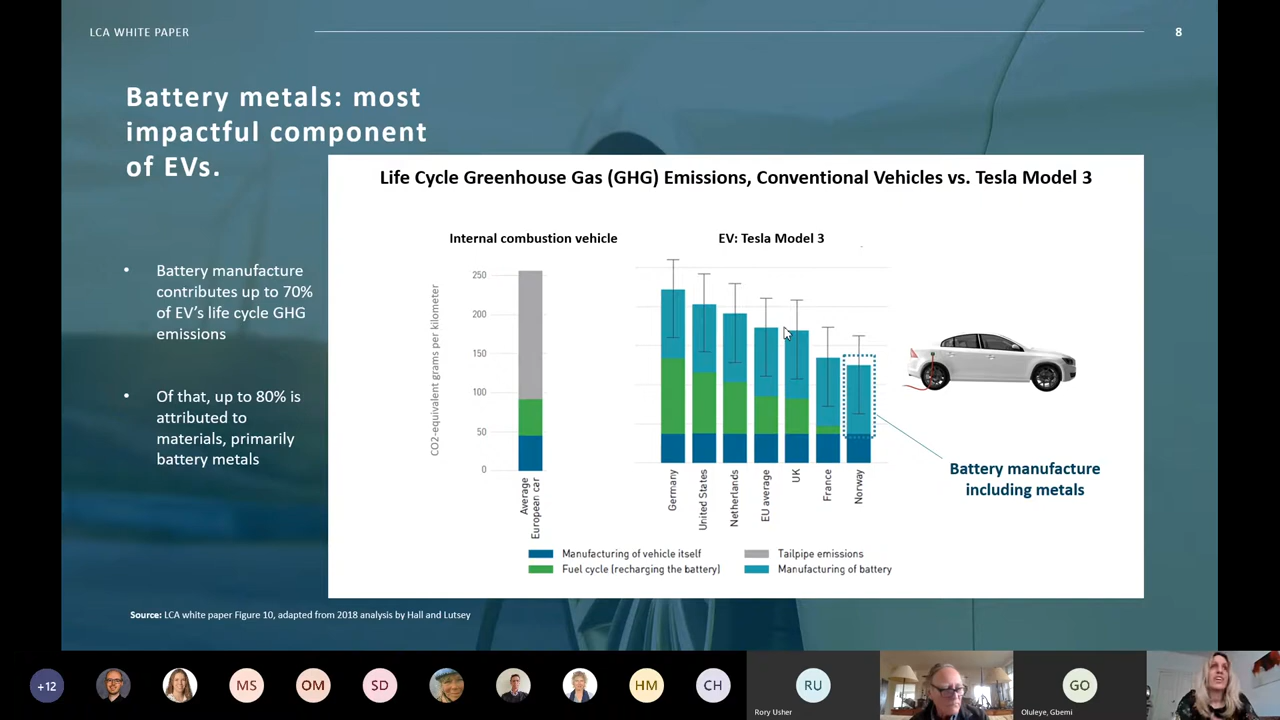 LCA WHITE PAPER
8
Battery metals: most
impactful component
of EVs.
• Battery manufacture
contributes up to 70%
of EV's life cycle GHG
emissions
• Of that, up to 80% is
attributed to
materials, primarily
battery metals
Life Cycle Greenhouse Gas (GHG) Emissions, Conventional Vehicles vs. Tesla Model 3
Internal combustion vehicle
EV: Tesla Model 3
CO2-equivalent grams per kilometer
250
200
150
100
50
0
Average
European car
Germany
United States
Netherlands
EU average
UK
France
Norway
Battery manufacture
including metals
Manufacturing of vehicle itself
Fuel cycle (recharging the battery)
Tailpipe emissions
Manufacturing of battery
Source: LCA white paper Figure 10, adapted from 2018 analysis by Hall and Lutsey
+12
MS
OM
SD
HM
CH
RU
Rory Usher
GO
Oluleye, Gbemi